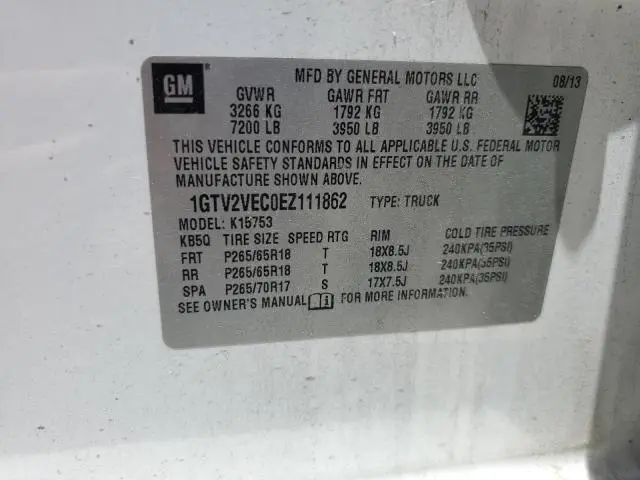 GM ® MFD BY GENERAL MOTORS LLC 08/13
GVWR GAWR FRT GAWR RR
3266 KG 1792 KG 1792 KG
7200 LB 3950 LB 3950 LB
THIS VEHICLE CONFORMS TO ALL APPLICABLE U.S. FEDERAL MOTOR
VEHICLE SAFETY STANDARDS IN EFFECT ON THE DATE OF
MANUFACTURE SHOWN ABOVE.
1GTV2VEC0EZ111862 TYPE: TRUCK
MODEL: K15753
KB5Q TIRE SIZE SPEED RTG RIM COLD TIRE PRESSURE
FRT P265/65R18 T 18X8.5J 240KPA(35PSI)
RR P265/65R18 T 18X8.5J 240KPA(35PSI)
SPA P265/70R17 S 17X7.5J 240KPA(35PSI)
SEE OWNER'S MANUAL i FOR MORE INFORMATION.